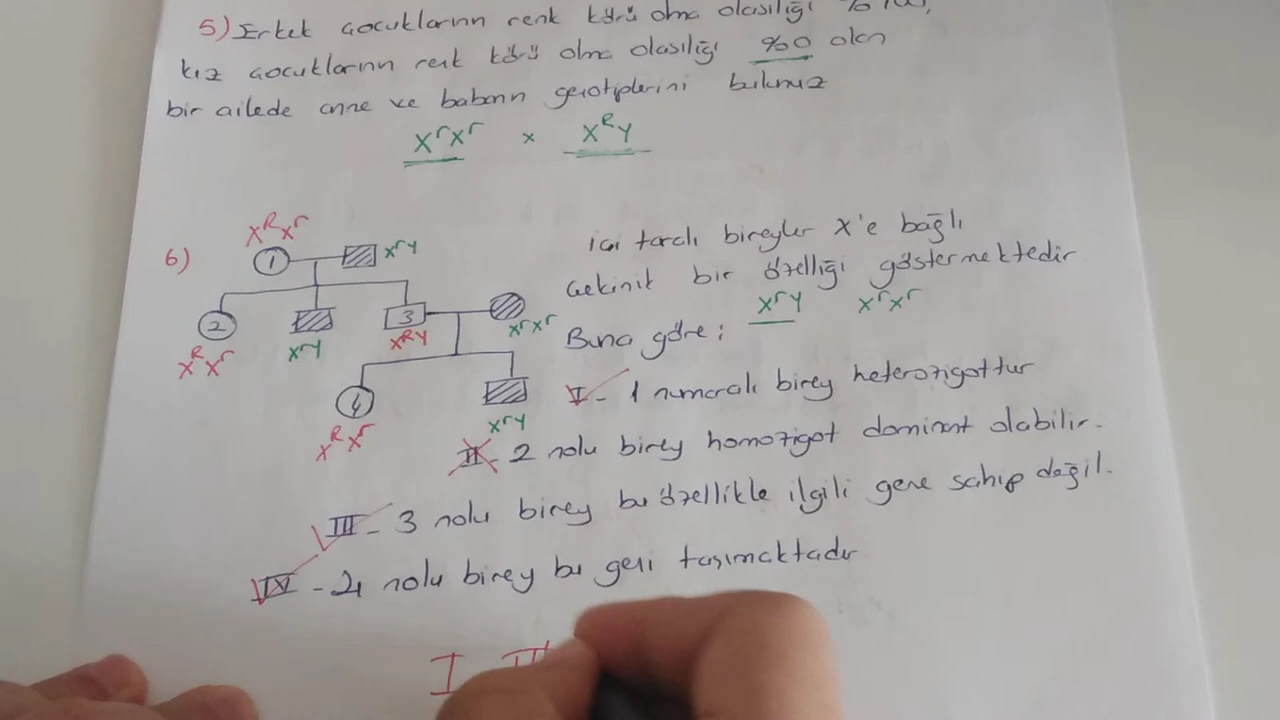 5) Erkek çocuklarının renk körü olma olasılığı
kız çocuklarının renk körü olma olasılığı %0 olan
bir ailede anne ve babanın genotiplerini bulunuz
XʳXʳ x XᴿY
6)
XᴿXʳ
1
XʳY
2
XᴿXʳ
XʳY
3
XᴿY
XʳXʳ
4
XᴿXʳ
XʳY
içi taralı bireyler X'e bağlı
çekinik bir özelliği göstermektedir
XʳY XʳXʳ
Buna göre;
I- 1 numaralı birey heterozigottur
II- 2 nolu birey homozigot dominant olabilir.
III- 3 nolu birey bu özellikle ilgili gene sahip değil.
IV- 4 nolu birey bu geni taşımaktadır
I